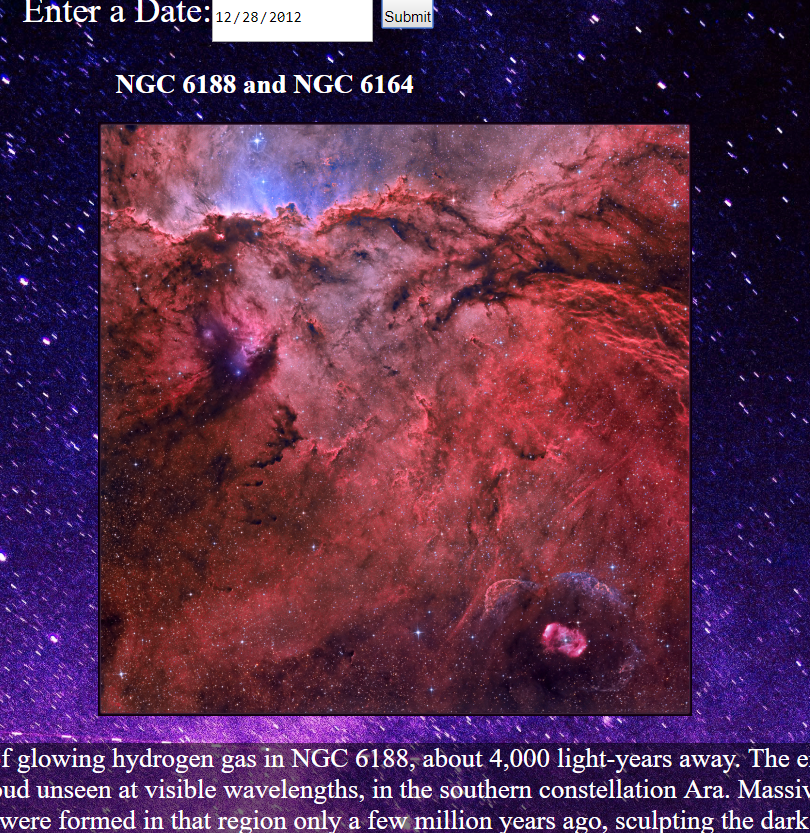 Enter a Date:
12/28/2012 Submit
NGC 6188 and NGC 6164
f glowing hydrogen gas in NGC 6188, about 4,000 light-years away. The e
ud unseen at visible wavelengths, in the southern constellation Ara. Massiv
were formed in that region only a few million years ago, sculpting the dark